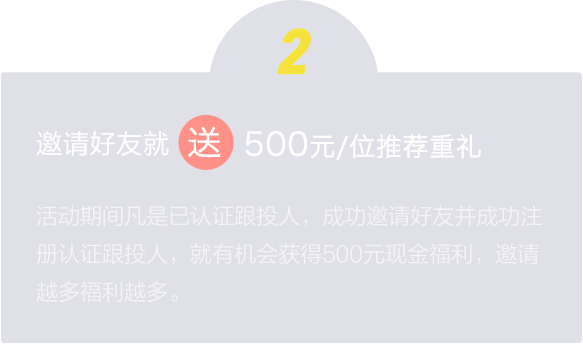 2
邀请好友就 送 500元/位推荐重礼
活动期间凡是已认证跟投人，成功邀请好友并成功注
册认证跟投人，就有机会获得500元现金福利，邀请
越多福利越多。